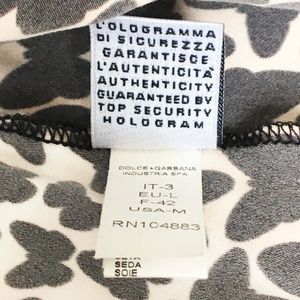 L'OLOGRAMMA
DI SICUREZZA
GARANTISCE
L'AUTENTICITA'
AUTHENTICITY
GUARANTEED BY
TOP SECURITY
HOLOGRAM
DOLCE & GABBANA
INDUSTRIA SPA
IT-3
EU-L
F-42
USA-M
RN104883
SETA
SEDA
SOIE